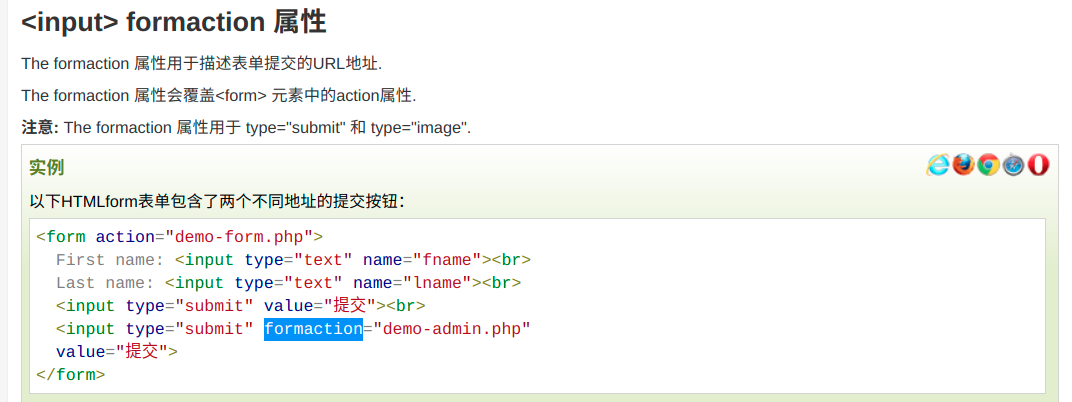 <input> formaction 属性
The formaction 属性用于描述表单提交的URL地址.
The formaction 属性会覆盖<form> 元素中的action属性.
注意: The formaction 属性用于 type="submit" 和 type="image".
实例
以下HTMLform表单包含了两个不同地址的提交按钮：
<form action="demo-form.php">
  First name: <input type="text" name="fname"><br>
  Last name: <input type="text" name="lname"><br>
  <input type="submit" value="提交"><br>
  <input type="submit" formaction="demo-admin.php"
  value="提交">
</form>